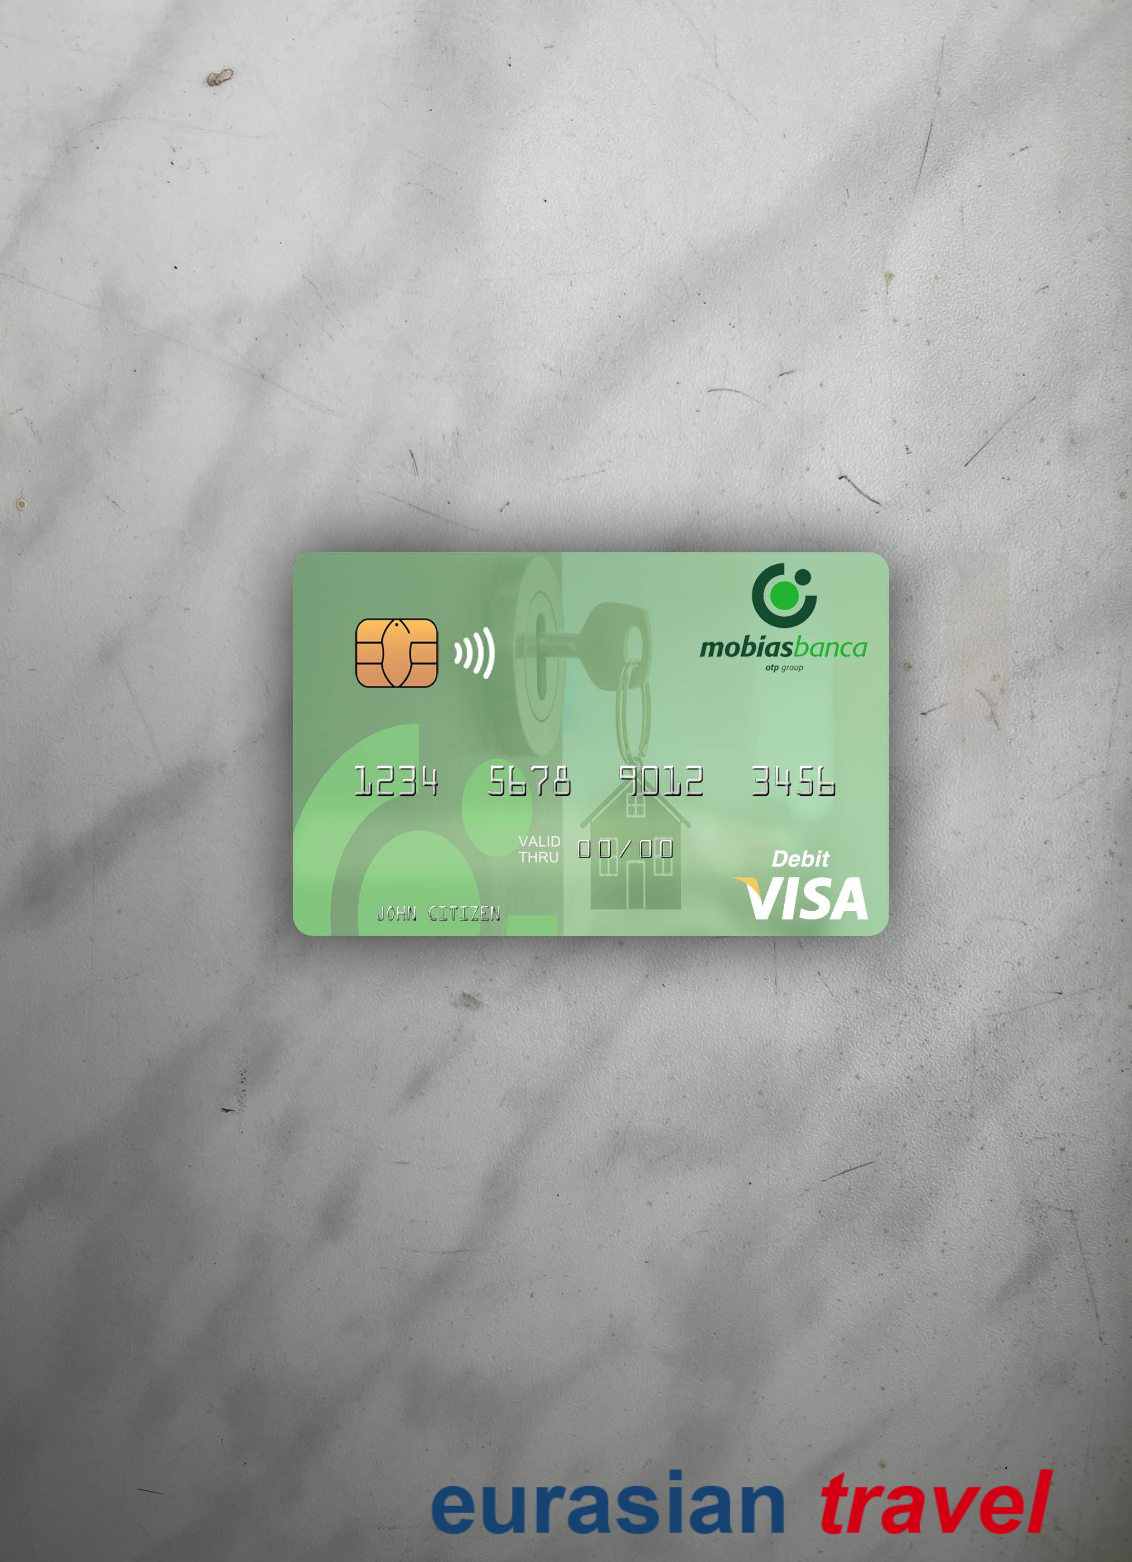 mobiasbanca
otp group
1234 5678 9012 3456
VALID
THRU 00/00
Debit
VISA
JOHN CITIZEN
eurasian travel